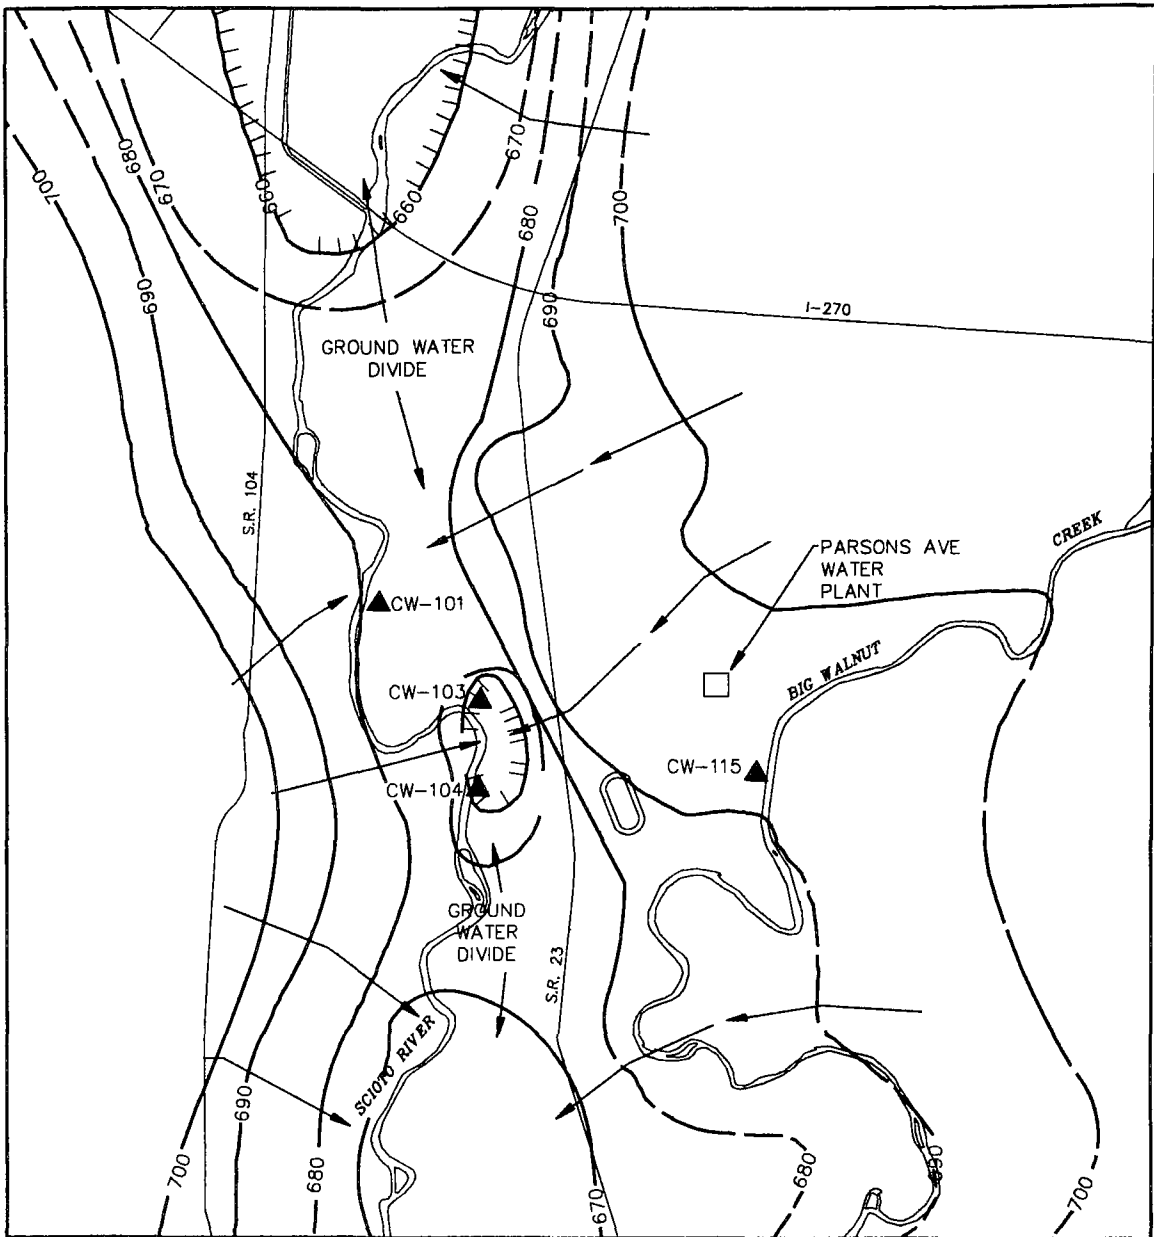 670
680
700
680
670
690
660
660
700
690
690
I-270
GROUND WATER
DIVIDE
S.R. 104
CREEK
PARSONS AVE
WATER
PLANT
CW-101
BIG WALNUT
CW-103
CW-115
CW-104
GROUND
WATER
DIVIDE
S.R. 23
SCIOTO RIVER
700
690
680
670
680
690
700